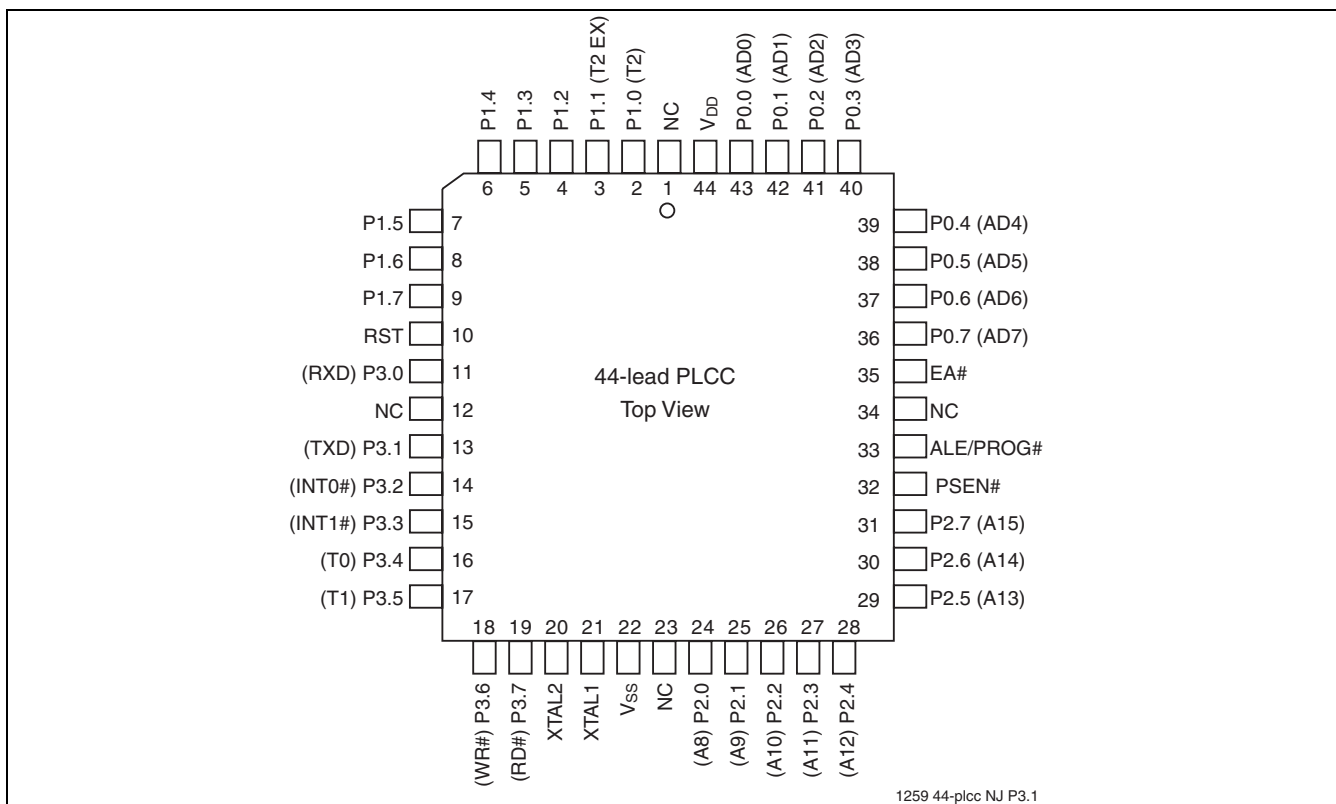 P1.4
P1.3
P1.2
P1.1 (T2 EX)
P1.0 (T2)
NC
VDD
P0.0 (AD0)
P0.1 (AD1)
P0.2 (AD2)
P0.3 (AD3)
6 5 4 3 2 1 44 43 42 41 40
P1.5 7
P1.6 8
P1.7 9
RST 10
(RXD) P3.0 11
NC 12
(TXD) P3.1 13
(INT0#) P3.2 14
(INT1#) P3.3 15
(T0) P3.4 16
(T1) P3.5 17
44-lead PLCC
Top View
39 P0.4 (AD4)
38 P0.5 (AD5)
37 P0.6 (AD6)
36 P0.7 (AD7)
35 EA#
34 NC
33 ALE/PROG#
32 PSEN#
31 P2.7 (A15)
30 P2.6 (A14)
29 P2.5 (A13)
18 19 20 21 22 23 24 25 26 27 28
(WR#) P3.6
(RD#) P3.7
XTAL2
XTAL1
VSS
NC
(A8) P2.0
(A9) P2.1
(A10) P2.2
(A11) P2.3
(A12) P2.4
1259 44-plcc NJ P3.1